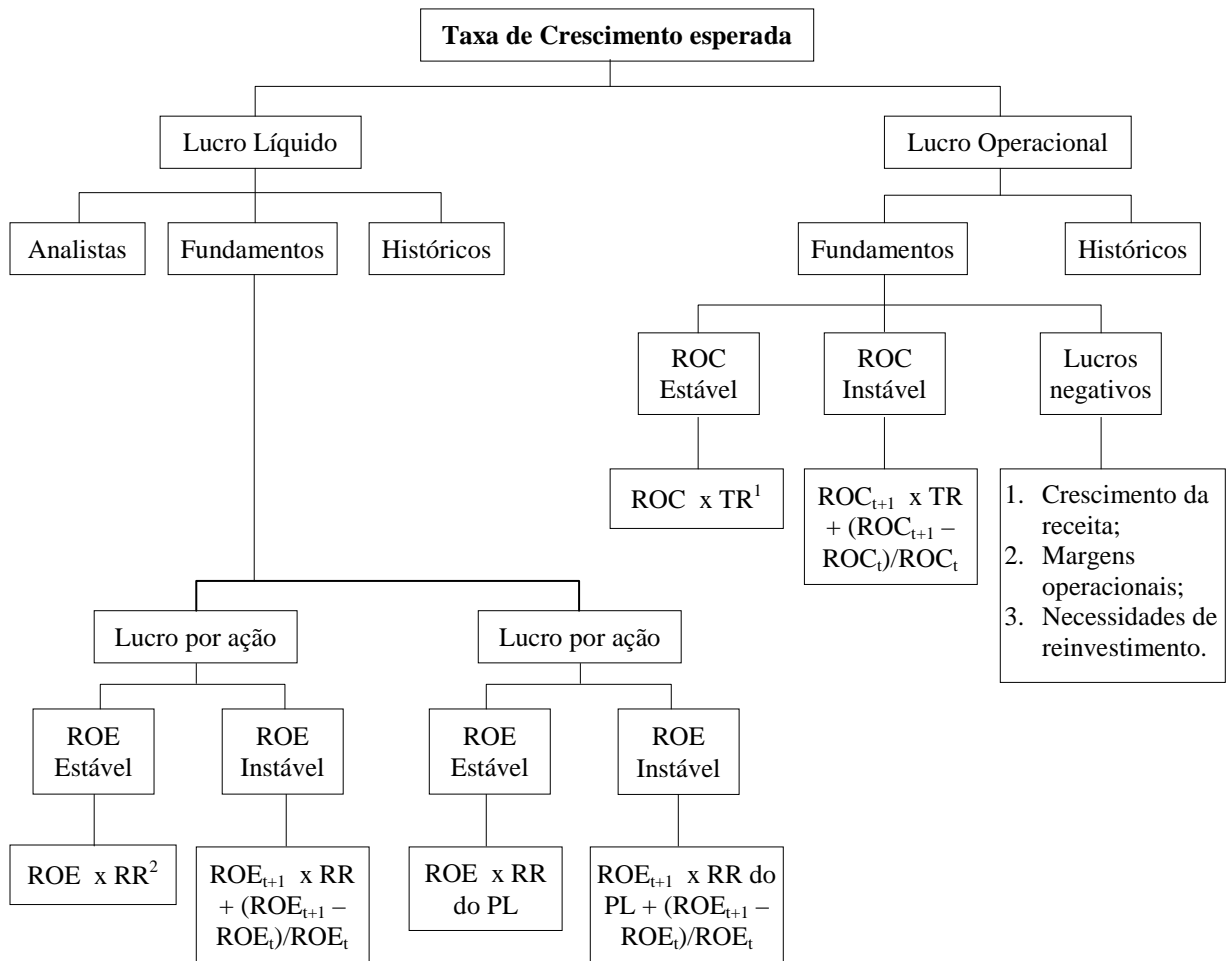 Taxa de Crescimento esperada
Lucro Líquido
Lucro Operacional
Analistas
Fundamentos
Históricos
Fundamentos
Históricos
ROC
Estável
ROC
Instável
Lucros
negativos
ROC x TR¹
ROCₜ₊₁ x TR
+ (ROCₜ₊₁ –
ROCₜ)/ROCₜ
1. Crescimento da
receita;
2. Margens
operacionais;
3. Necessidades de
reinvestimento.
Lucro por ação
Lucro por ação
ROE
Estável
ROE
Instável
ROE
Estável
ROE
Instável
ROE x RR²
ROEₜ₊₁ x RR
+ (ROEₜ₊₁ –
ROEₜ)/ROEₜ
ROE x RR
do PL
ROEₜ₊₁ x RR do
PL + (ROEₜ₊₁ –
ROEₜ)/ROEₜ